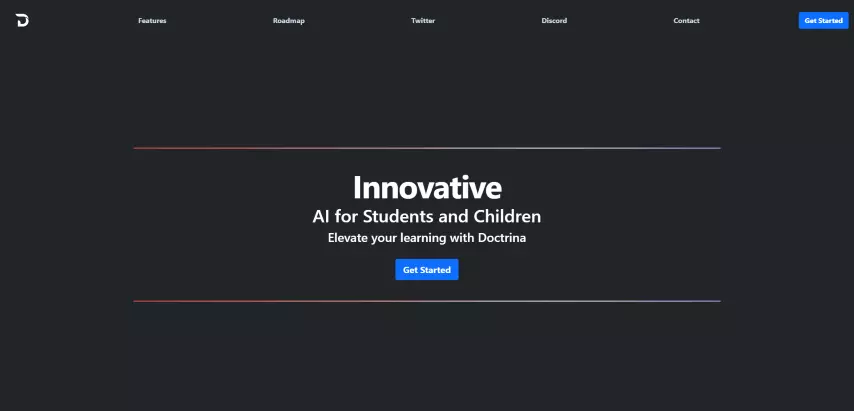 Features
Roadmap
Twitter
Discord
Contact
Get Started
Innovative
AI for Students and Children
Elevate your learning with Doctrina
Get Started